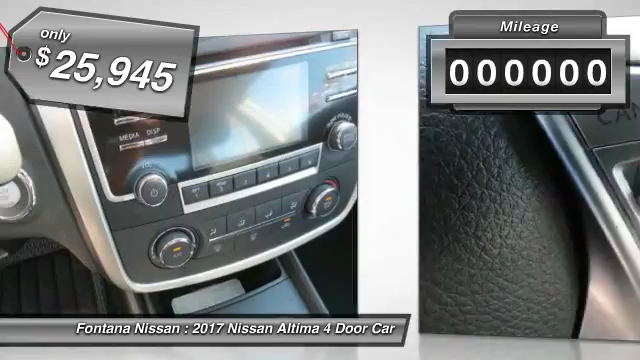 only
$25,945
Mileage
000000
MEDIA DISP
Fontana Nissan : 2017 Nissan Altima 4 Door Car